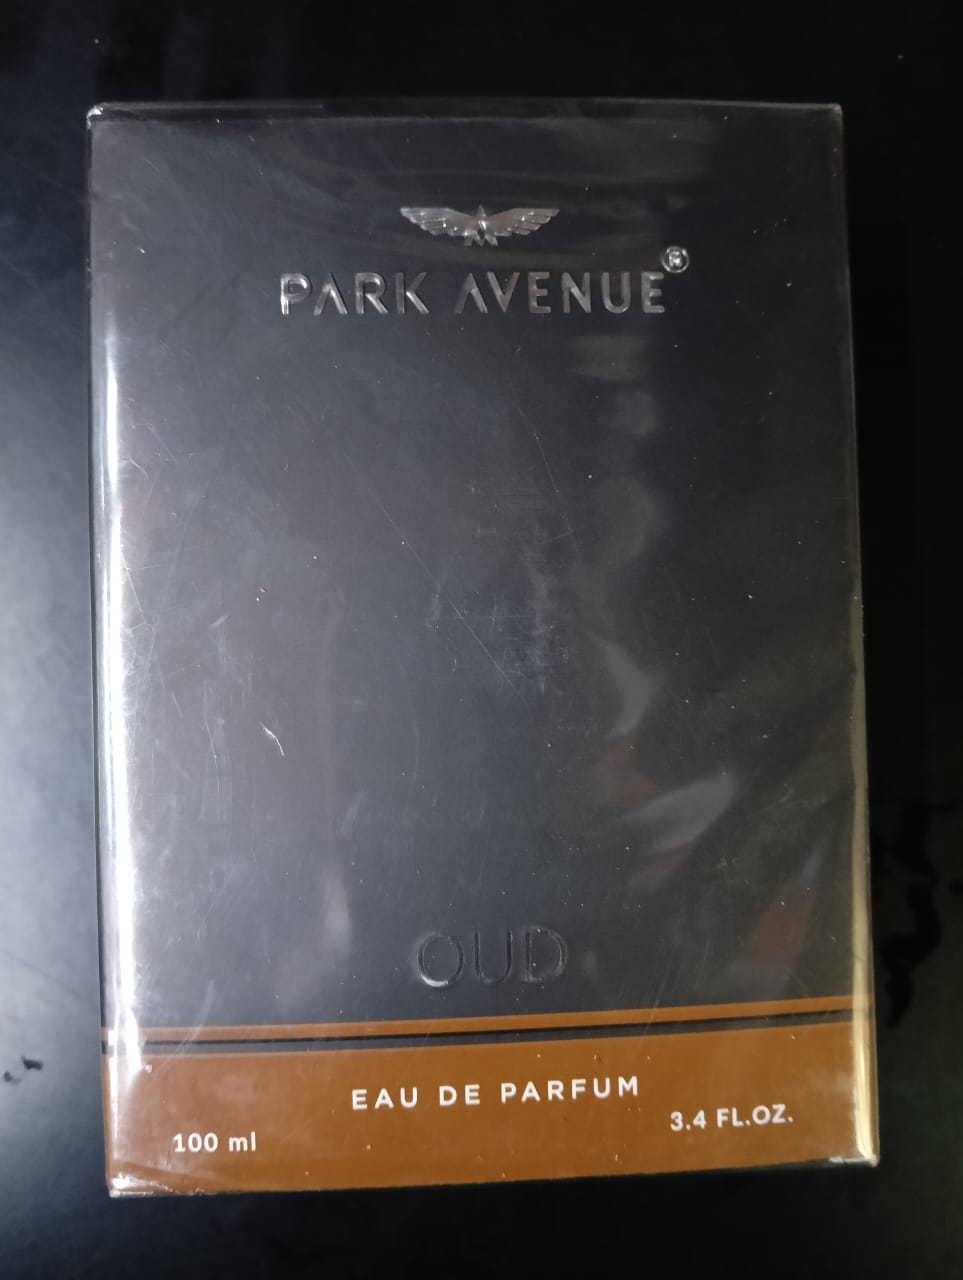 PARK AVENUE®
OUD
EAU DE PARFUM
100 ml
3.4 FL.OZ.